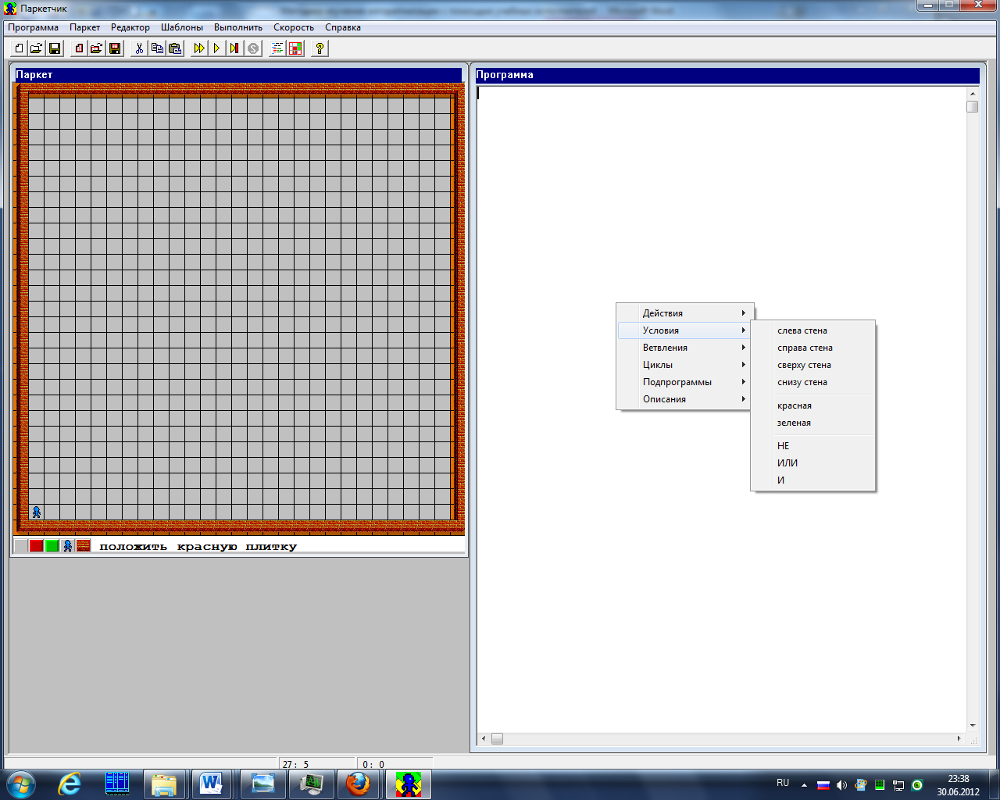 Паркетчик
Программа Паркет Редактор Шаблоны Выполнить Скорость Справка
Паркет
Программа
Действия
Условия
Ветвления
Циклы
Подпрограммы
Описания
слева стена
справа стена
сверху стена
снизу стена
красная
зеленая
НЕ
ИЛИ
И
положить красную плитку
27: 5
0: 0
RU
23:38
30.06.2012